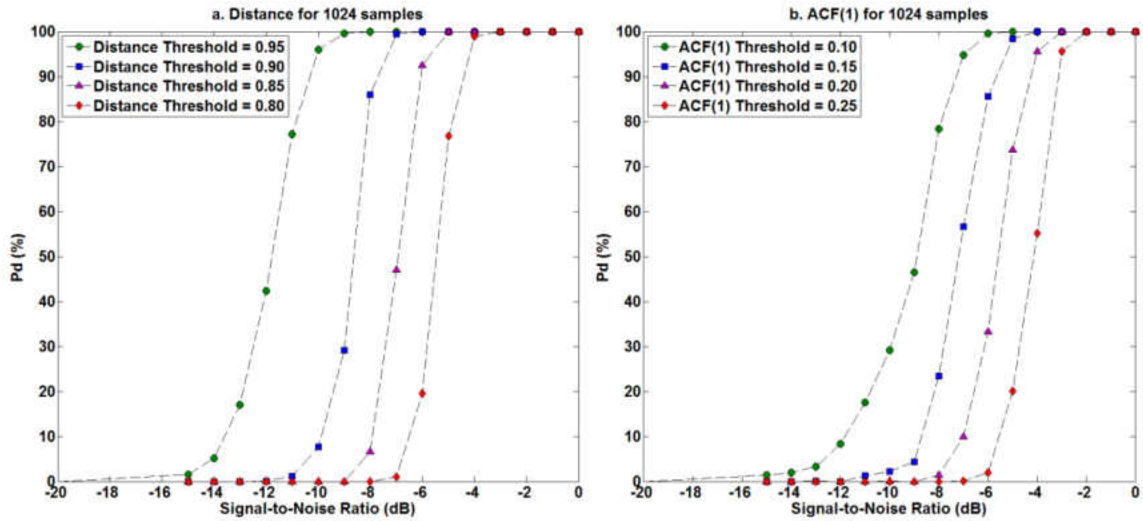 a. Distance for 1024 samples
100
90
80
70
60
50
40
30
20
10
0
Pd (%)
Distance Threshold = 0.95
Distance Threshold = 0.90
Distance Threshold = 0.85
Distance Threshold = 0.80
-20 -18 -16 -14 -12 -10 -8 -6 -4 -2 0
Signal-to-Noise Ratio (dB)
b. ACF(1) for 1024 samples
100
90
80
70
60
50
40
30
20
10
0
Pd (%)
ACF(1) Threshold = 0.10
ACF(1) Threshold = 0.15
ACF(1) Threshold = 0.20
ACF(1) Threshold = 0.25
-20 -18 -16 -14 -12 -10 -8 -6 -4 -2 0
Signal-to-Noise Ratio (dB)